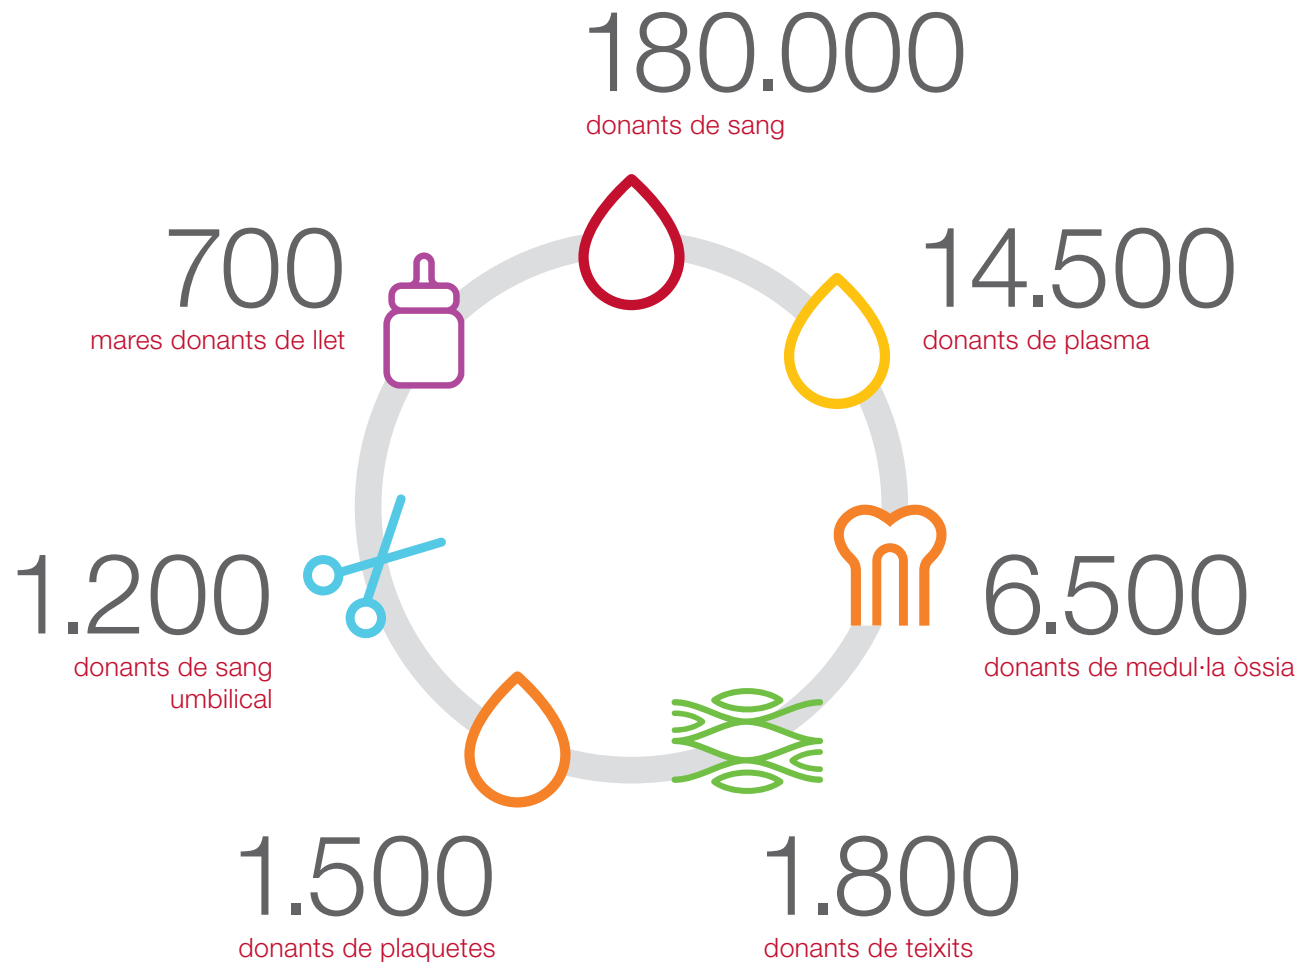 180.000
donants de sang
700
mares donants de llet
14.500
donants de plasma
1.200
donants de sang
umbilical
6.500
donants de medul·la òssia
1.500
donants de plaquetes
1.800
donants de teixits